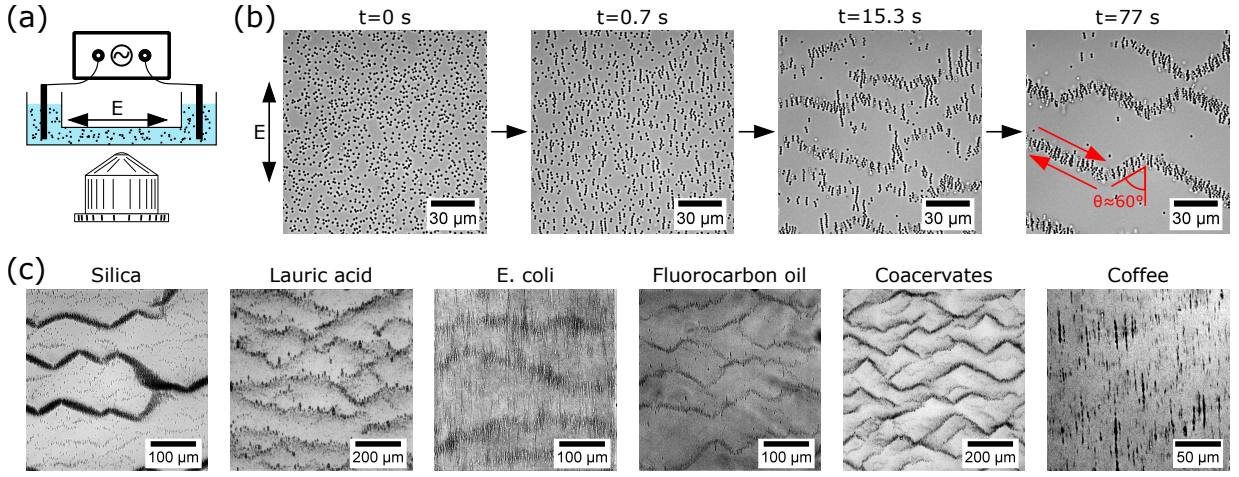 (a)
E
(b)
t=0 s
t=0.7 s
t=15.3 s
t=77 s
E
θ≈60°
30 µm
30 µm
30 µm
30 µm
(c)
Silica
Lauric acid
E. coli
Fluorocarbon oil
Coacervates
Coffee
100 µm
200 µm
100 µm
100 µm
200 µm
50 µm